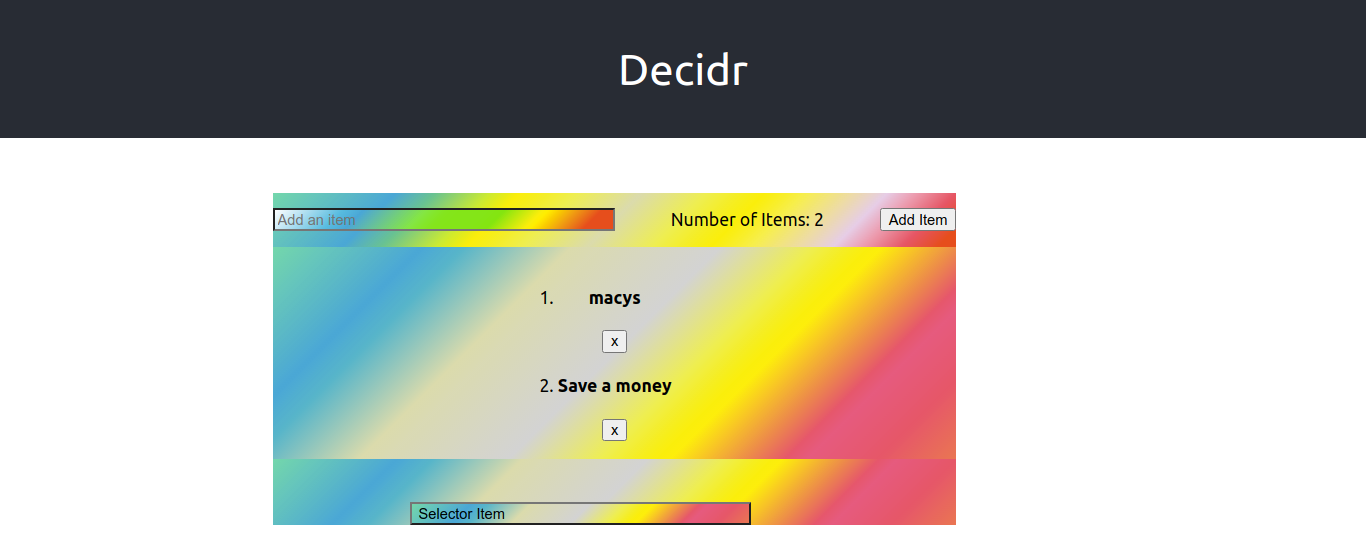 Decidr
Add an item Number of Items: 2 Add Item
1. macys
x
2. Save a money
x
Selector Item